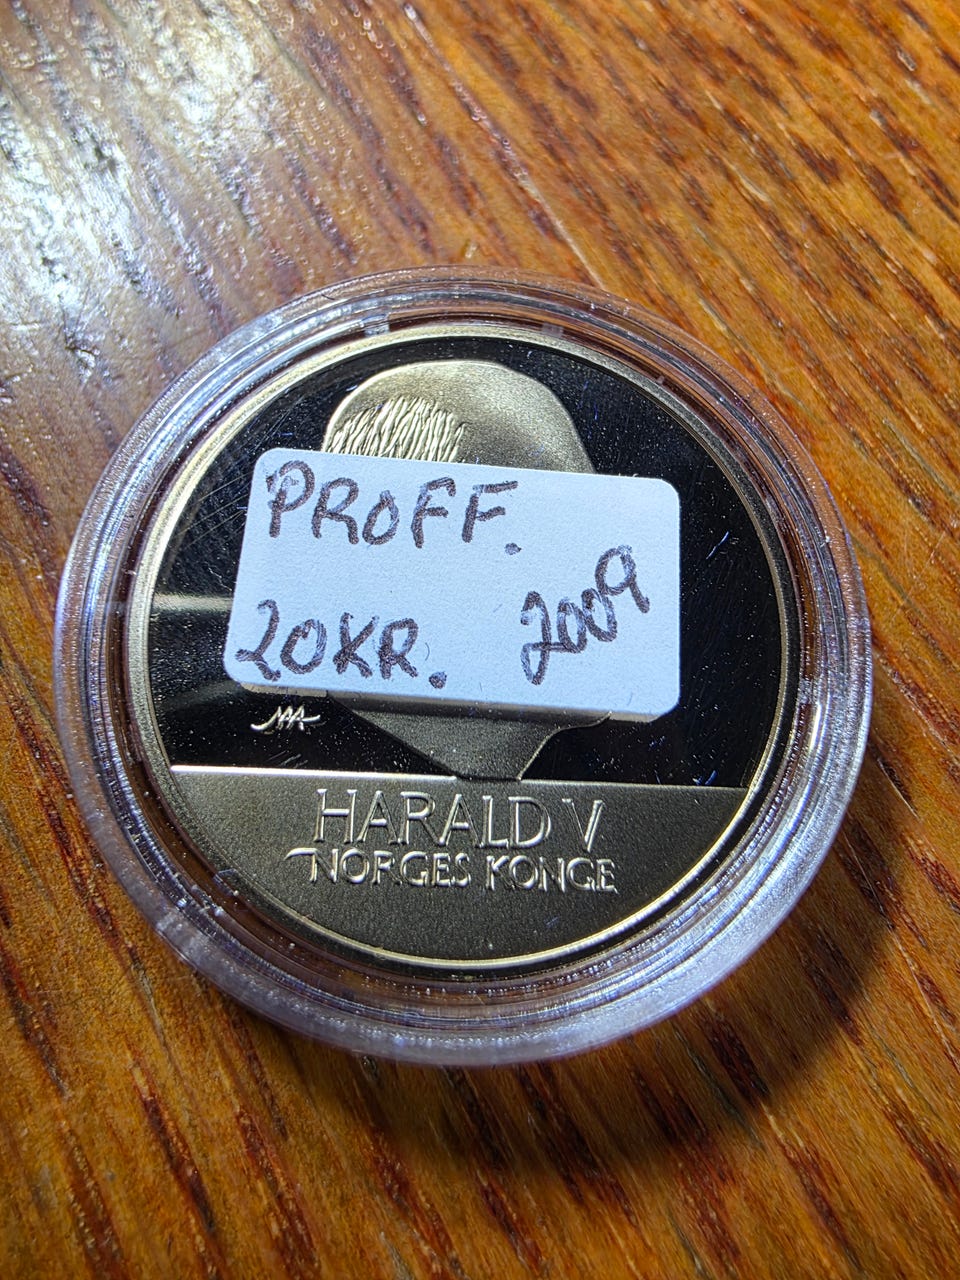 PROFF.
20KR. 2009
HARALD V
NORGES KONGE